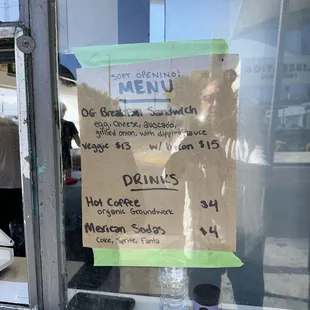 SOFT OPENING!
MENU
OG Breakfast Sandwich
egg, cheese, avocado,
grilled onion, with dipping sauce
veggie $13 w/ bacon $15
DRINKS
Hot Coffee $4
organic Groundwork
Mexican Sodas $4
Coke, Sprite, Fanta